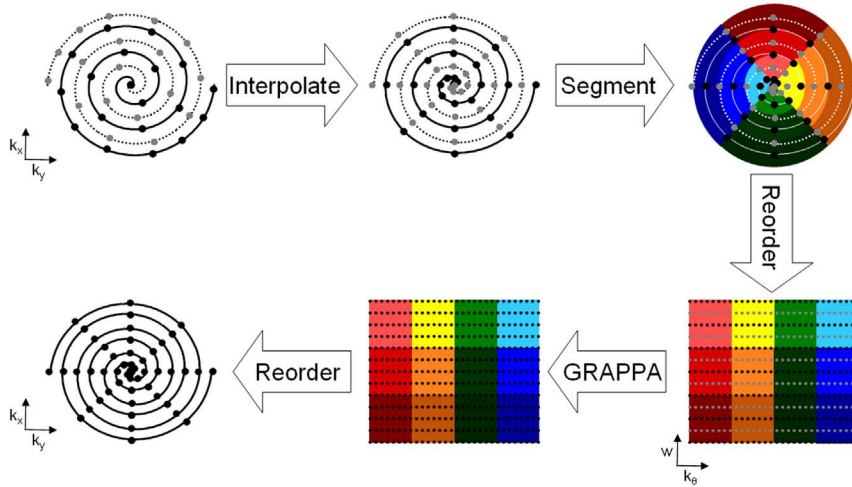 Interpolate
Segment
kx
ky
Reorder
Reorder
GRAPPA
kx
ky
w
kθ